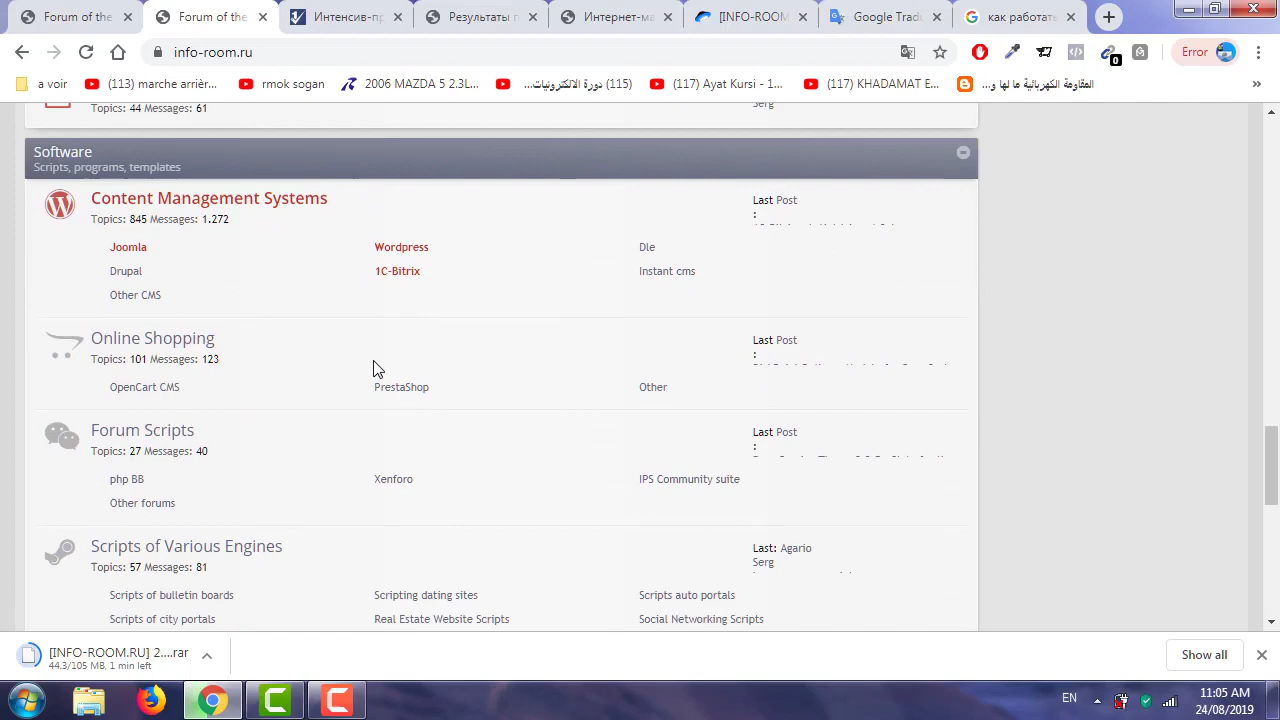 Forum of the
Forum of the
Интенсив-пр
Результаты п
Интернет-ма
[INFO-ROOM
Google Trad
как работать
info-room.ru
0
Error
a voir
(113) marche arrièr...
rnok sogan
2006 MAZDA 5 2.3L...
(115) دورة الالكترونيات...
(117) Ayat Kursi - 1...
(117) KHADAMAT E...
المقاومة الكهربائية ما لها و...
»
Topics: 44 Messages: 61
Serg
Software
Scripts, programs, templates
Content Management Systems
Topics: 845 Messages: 1.272
Last Post
:
Joomla
Wordpress
Dle
Drupal
1C-Bitrix
Instant cms
Other CMS
Online Shopping
Topics: 101 Messages: 123
Last Post
:
OpenCart CMS
PrestaShop
Other
Forum Scripts
Topics: 27 Messages: 40
Last Post
:
php BB
Xenforo
IPS Community suite
Other forums
Scripts of Various Engines
Topics: 57 Messages: 81
Last: Agario
Serg
Scripts of bulletin boards
Scripting dating sites
Scripts auto portals
Scripts of city portals
Real Estate Website Scripts
Social Networking Scripts
[INFO-ROOM.RU] 2....rar
44.3/105 MB, 1 min left
Show all
EN
11:05 AM
24/08/2019